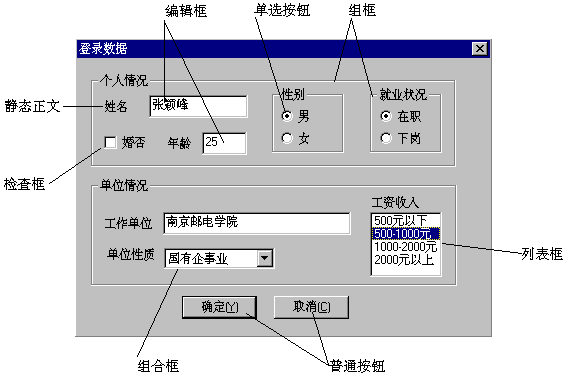 编辑框 单选按钮 组框
登录数据
个人情况
静态正文 姓名 张颖峰 性别 就业状况
男 在职
婚否 年龄 25 女 下岗
检查框
单位情况
工资收入
工作单位 南京邮电学院 500元以下
500-1000元
1000-2000元 列表框
单位性质 国有企事业 2000元以上
确定(Y) 取消(C)
组合框 普通按钮